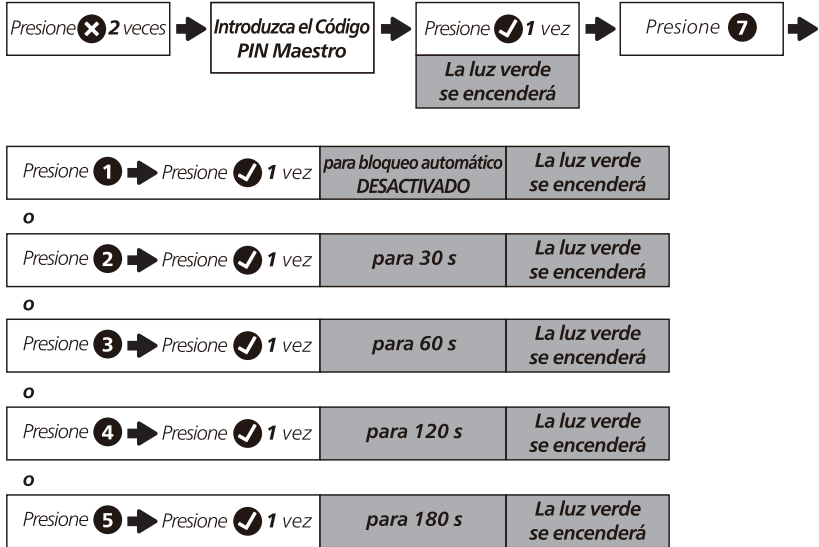 Presione 2 veces
Introduzca el Código
PIN Maestro
Presione 1 vez
La luz verde
se encenderá
Presione 7
Presione 1 Presione 1 vez
para bloqueo automático
DESACTIVADO
La luz verde
se encenderá
o
Presione 2 Presione 1 vez
para 30 s
La luz verde
se encenderá
o
Presione 3 Presione 1 vez
para 60 s
La luz verde
se encenderá
o
Presione 4 Presione 1 vez
para 120 s
La luz verde
se encenderá
o
Presione 5 Presione 1 vez
para 180 s
La luz verde
se encenderá